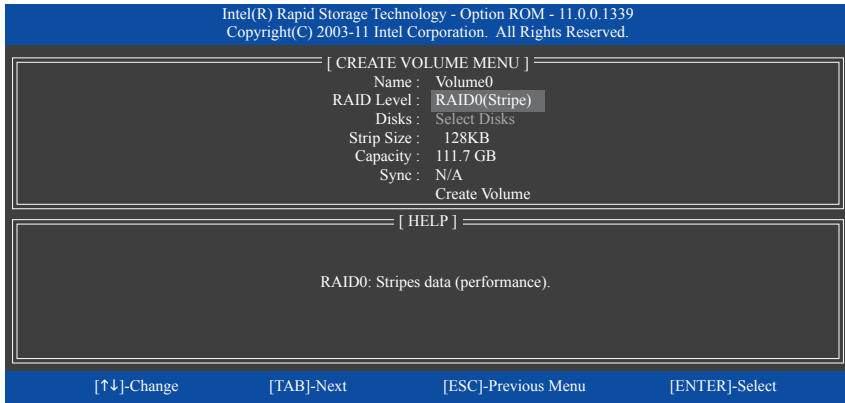 Intel(R) Rapid Storage Technology - Option ROM - 11.0.0.1339
Copyright(C) 2003-11 Intel Corporation. All Rights Reserved.
[ CREATE VOLUME MENU ]
Name : Volume0
RAID Level : RAID0(Stripe)
Disks : Select Disks
Strip Size : 128KB
Capacity : 111.7 GB
Sync : N/A
Create Volume
[ HELP ]
RAID0: Stripes data (performance).
[↑↓]-Change [TAB]-Next [ESC]-Previous Menu [ENTER]-Select